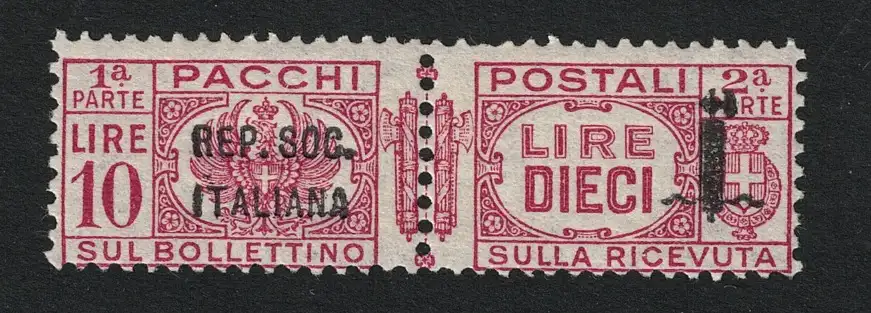 1ª PARTE
PACCHI
LIRE
10
REP. SOC.
ITALIANA
SUL BOLLETTINO
POSTALI
2ª PARTE
LIRE
DIECI
SULLA RICEVUTA